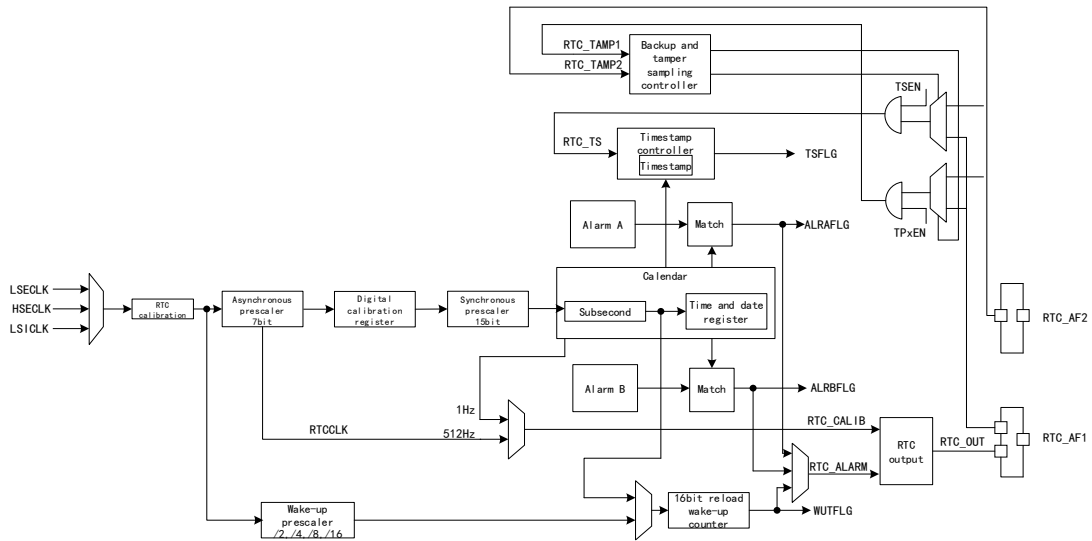 RTC_TAMP1
RTC_TAMP2
Backup and
tamper
sampling
controller
TSEN
RTC_TS
Timestamp
controller
Timestamp
TSFLG
TPxEN
Alarm A
Match
ALRAFLG
Calendar
LSECLK
HSECLK
LSICLK
RTC
calibration
Asynchronous
prescaler
7bit
Digital
calibration
register
Synchronous
prescaler
15bit
Subsecond
Time and date
register
RTC_AF2
Alarm B
Match
ALRBFLG
1Hz
RTCCLK
512Hz
RTC_CALIB
RTC
output
RTC_OUT
RTC_AF1
RTC_ALARM
Wake-up
prescaler
/2,/4,/8,/16
16bit reload
wake-up
counter
WUTFLG